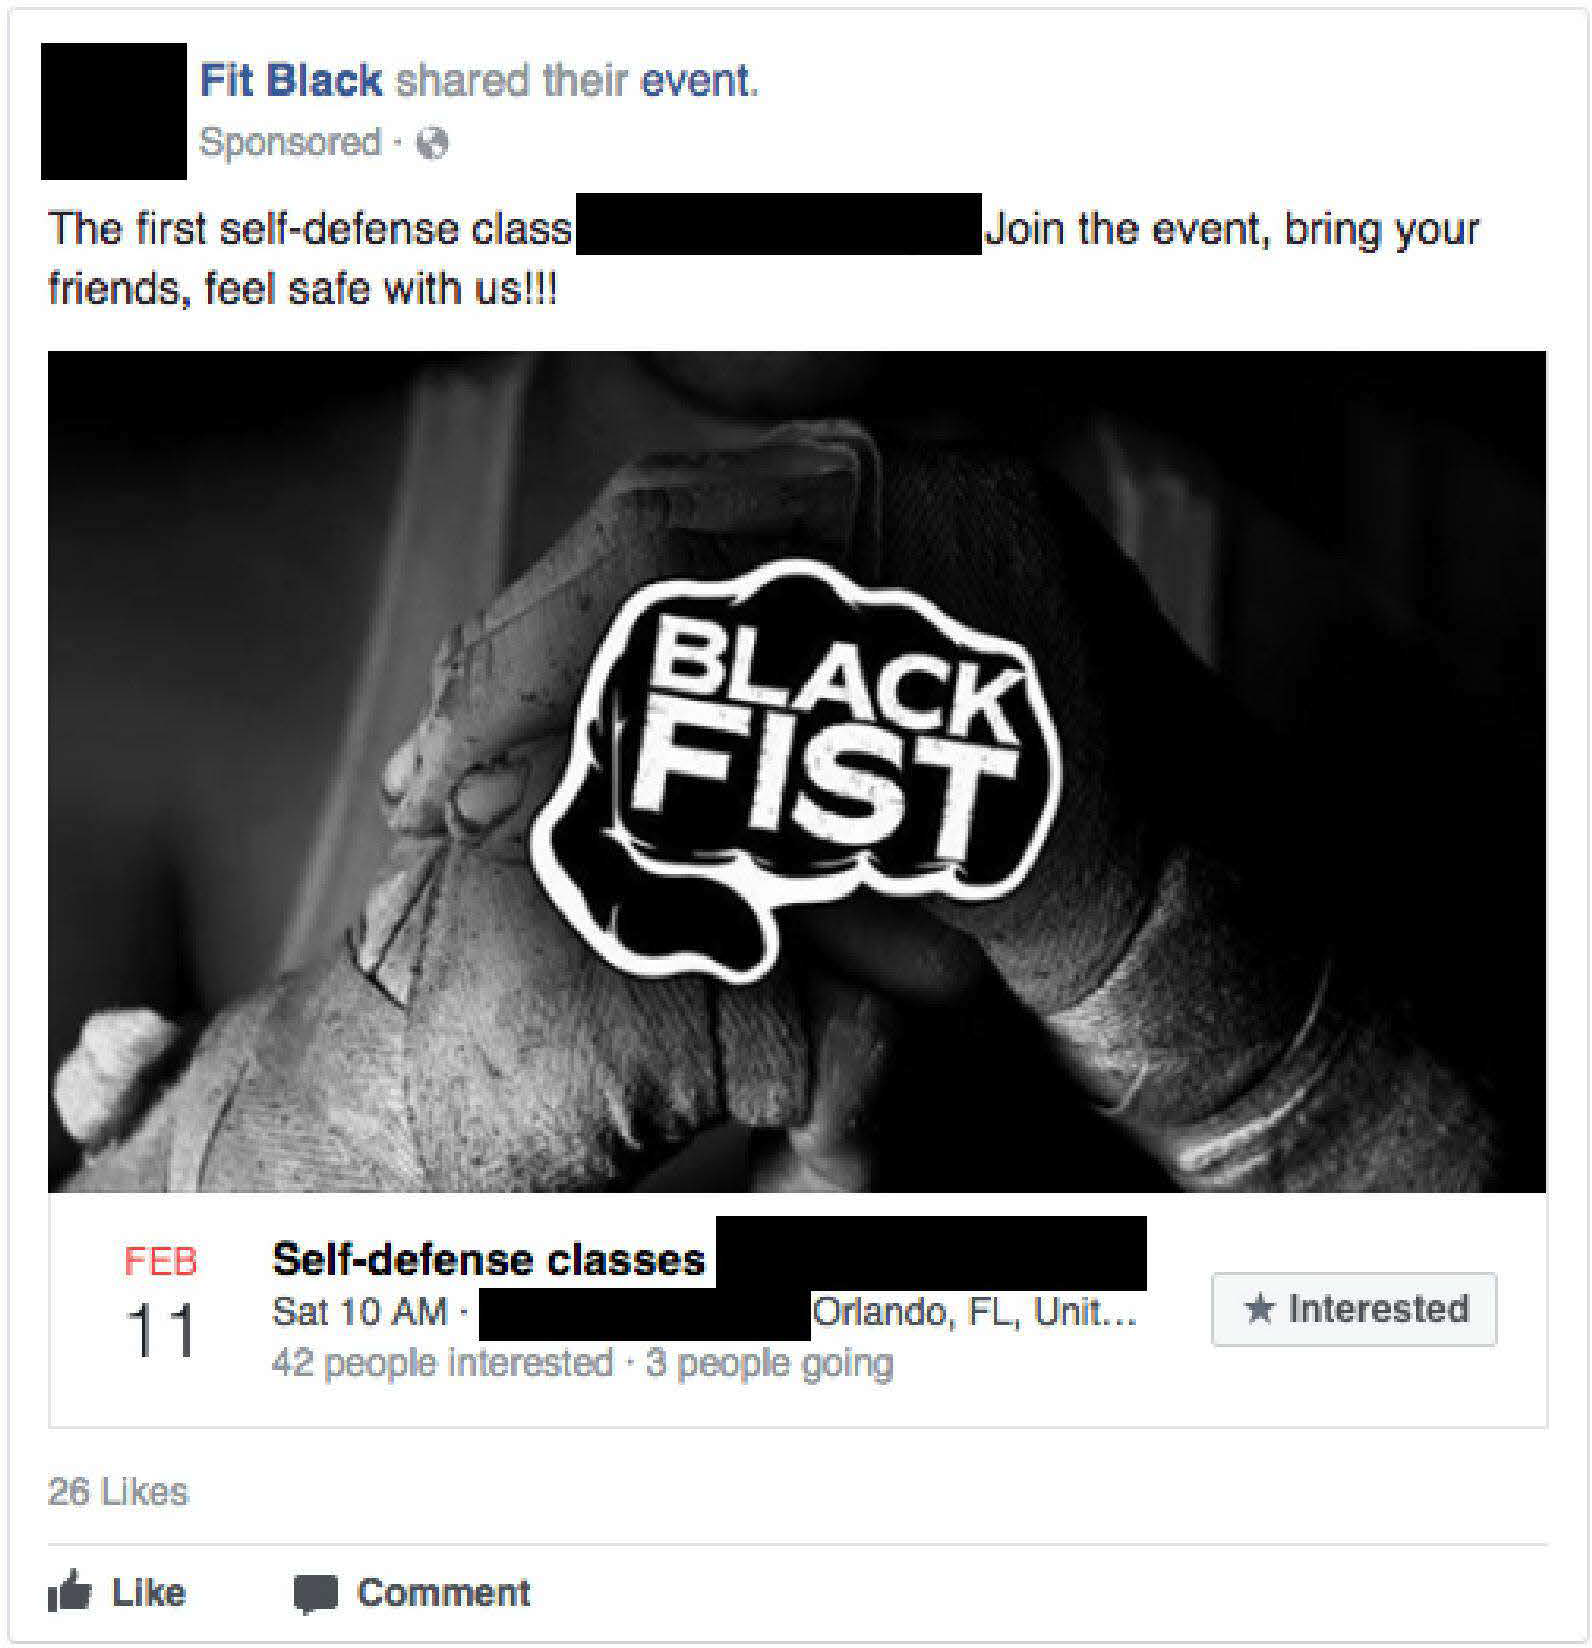 Fit Black shared their event.
Sponsored ·
The first self-defense class Join the event, bring your
friends, feel safe with us!!!
BLACK
FIST
FEB
11
Self-defense classes
Sat 10 AM · Orlando, FL, Unit...
42 people interested · 3 people going
Interested
26 Likes
Like Comment